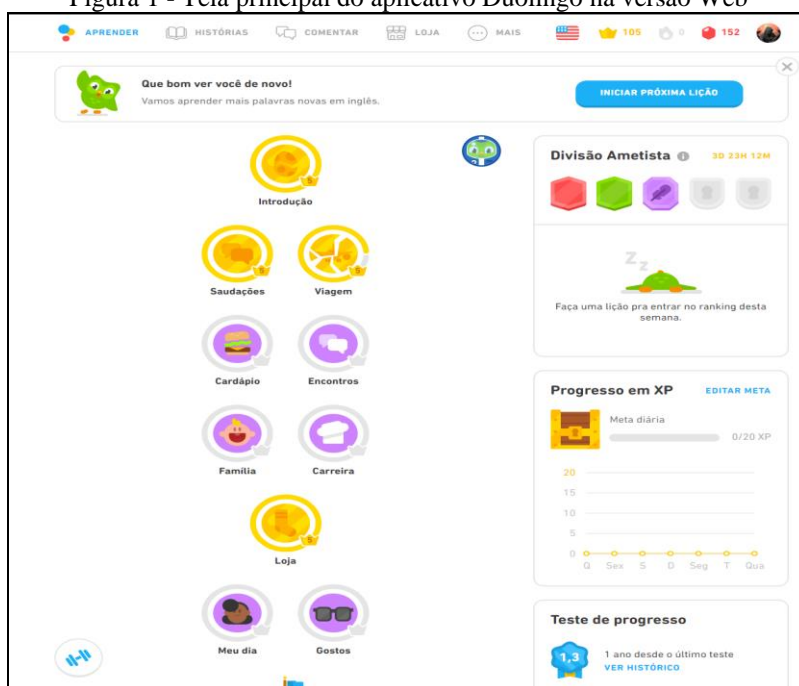 Figura 1 - Tela principal do aplicativo Duolingo na versão Web
APRENDER HISTÓRIAS COMENTAR LOJA MAIS 105 0 152
Que bom ver você de novo!
Vamos aprender mais palavras novas em inglês.
INICIAR PRÓXIMA LIÇÃO
5
Introdução
5 5
Saudações Viagem
Cardápio Encontros
Família Carreira
5
Loja
Meu dia Gostos
Divisão Ametista 3D 23H 12M
Z z
Faça uma lição pra entrar no ranking desta
semana.
Progresso em XP EDITAR META
Meta diária
0/20 XP
20
15
10
5
0
Q Sex S D Seg T Qua
Teste de progresso
1,3
1 ano desde o último teste
VER HISTÓRICO